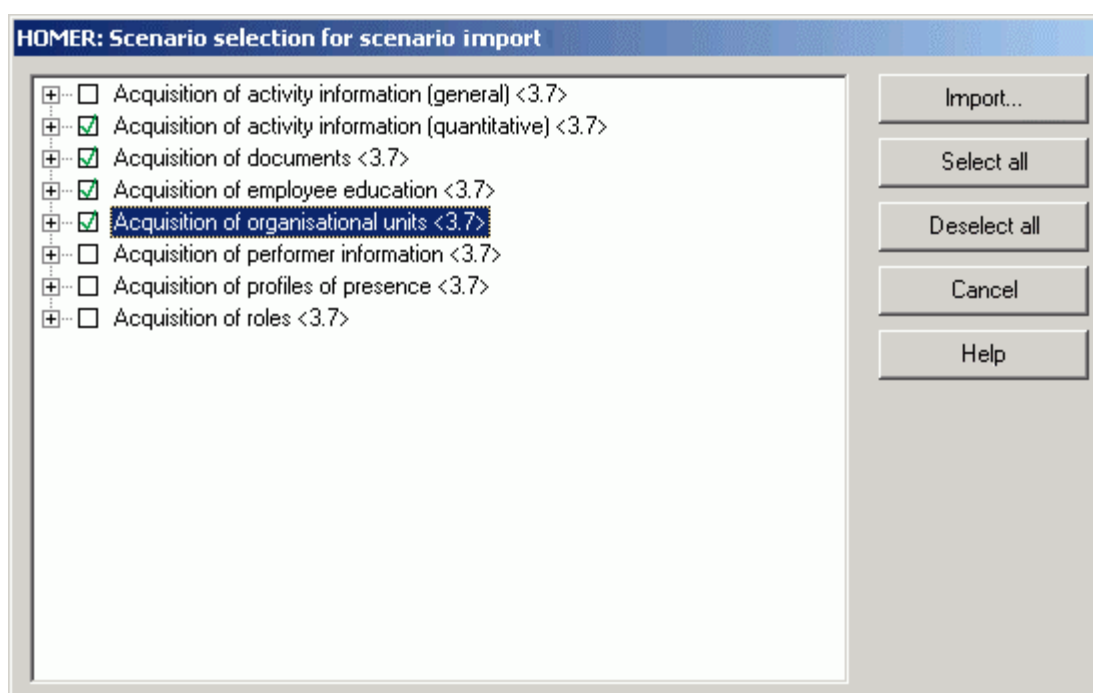 HOMER: Scenario selection for scenario import
Acquisition of activity information (general) <3.7>
Acquisition of activity information (quantitative) <3.7>
Acquisition of documents <3.7>
Acquisition of employee education <3.7>
Acquisition of organisational units <3.7>
Acquisition of performer information <3.7>
Acquisition of profiles of presence <3.7>
Acquisition of roles <3.7>
Import...
Select all
Deselect all
Cancel
Help